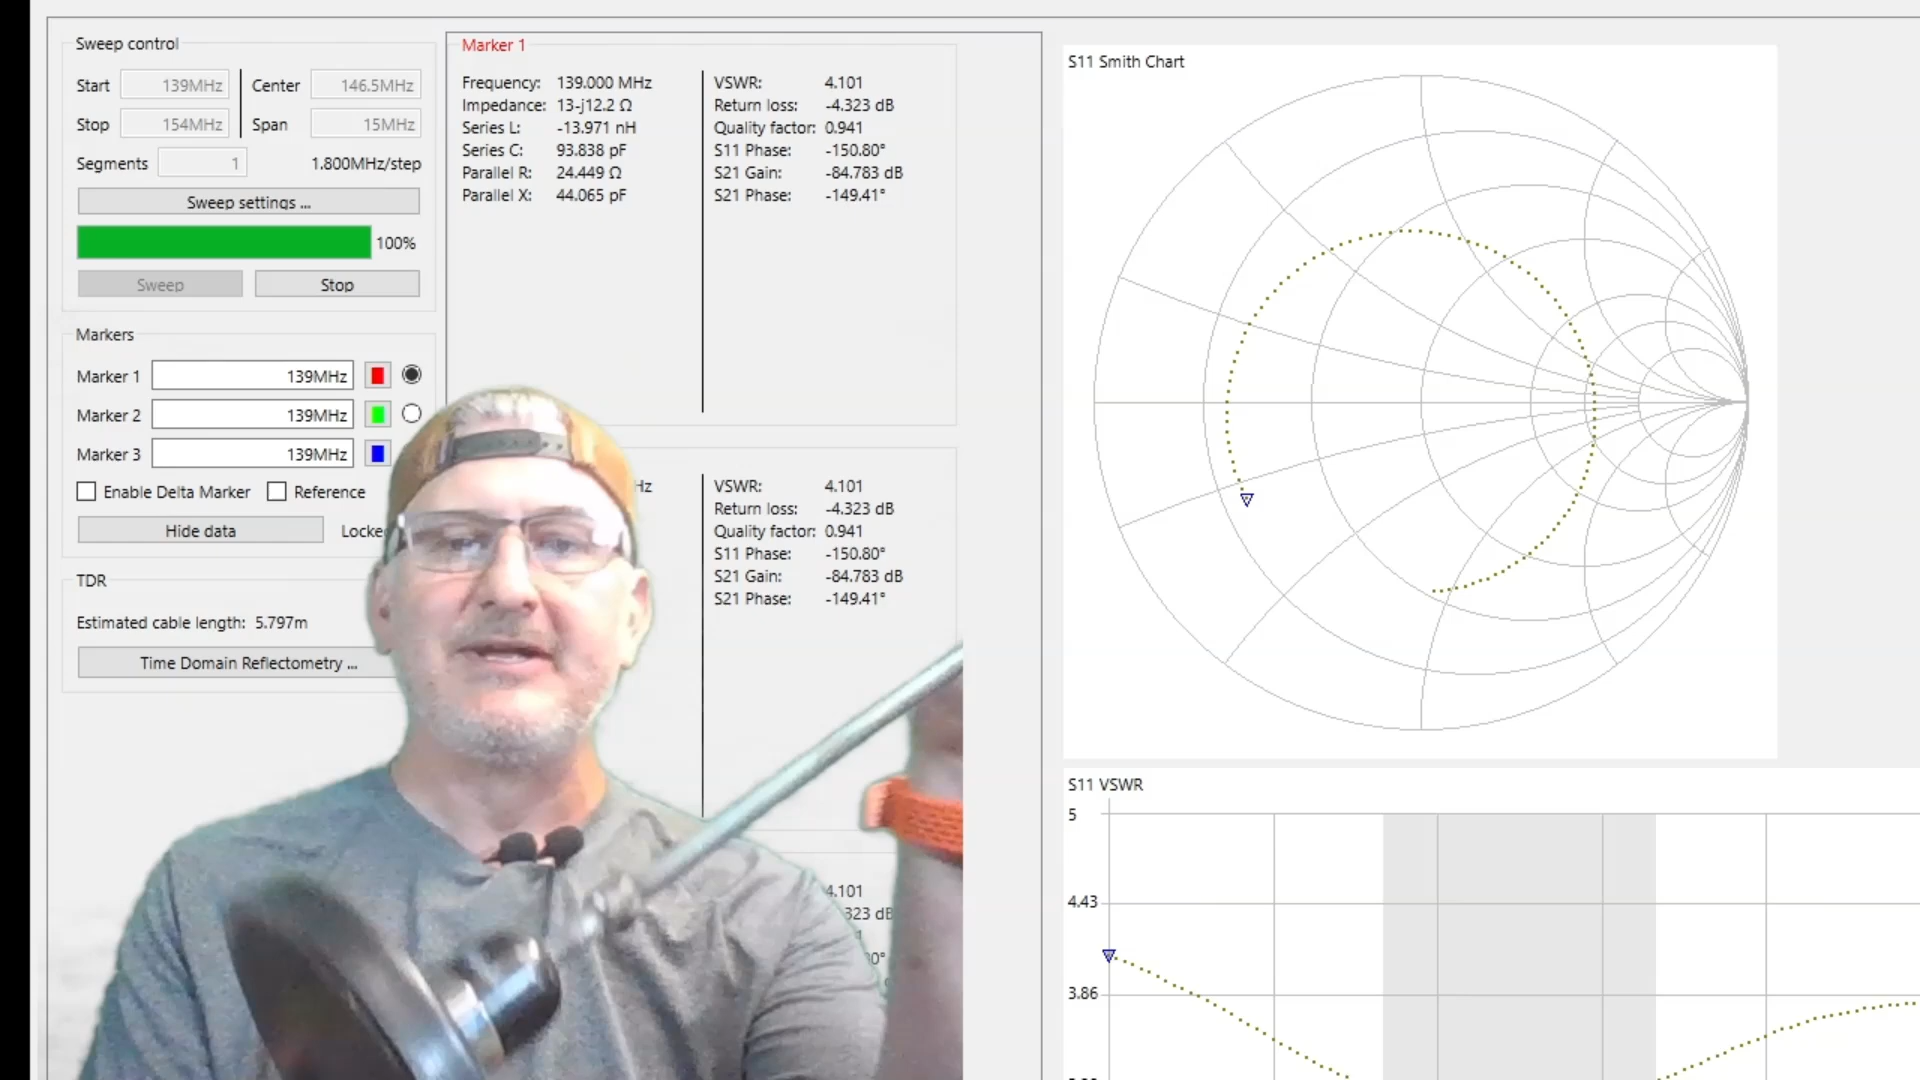 Sweep control
Start 139MHz Center 146.5MHz
Stop 154MHz Span 15MHz
Segments 1 1.800MHz/step
Sweep settings ...
100%
Sweep Stop
Markers
Marker 1 139MHz
Marker 2 139MHz
Marker 3 139MHz
Enable Delta Marker Reference
Hide data Locke
TDR
Estimated cable length: 5.797m
Time Domain Reflectometry ...
Marker 1
Frequency: 139.000 MHz
Impedance: 13-j12.2 Ω
Series L: -13.971 nH
Series C: 93.838 pF
Parallel R: 24.449 Ω
Parallel X: 44.065 pF
VSWR: 4.101
Return loss: -4.323 dB
Quality factor: 0.941
S11 Phase: -150.80°
S21 Gain: -84.783 dB
S21 Phase: -149.41°
Hz
VSWR: 4.101
Return loss: -4.323 dB
Quality factor: 0.941
S11 Phase: -150.80°
S21 Gain: -84.783 dB
S21 Phase: -149.41°
4.101
323 dB
S11 Smith Chart
S11 VSWR
5
4.43
3.86